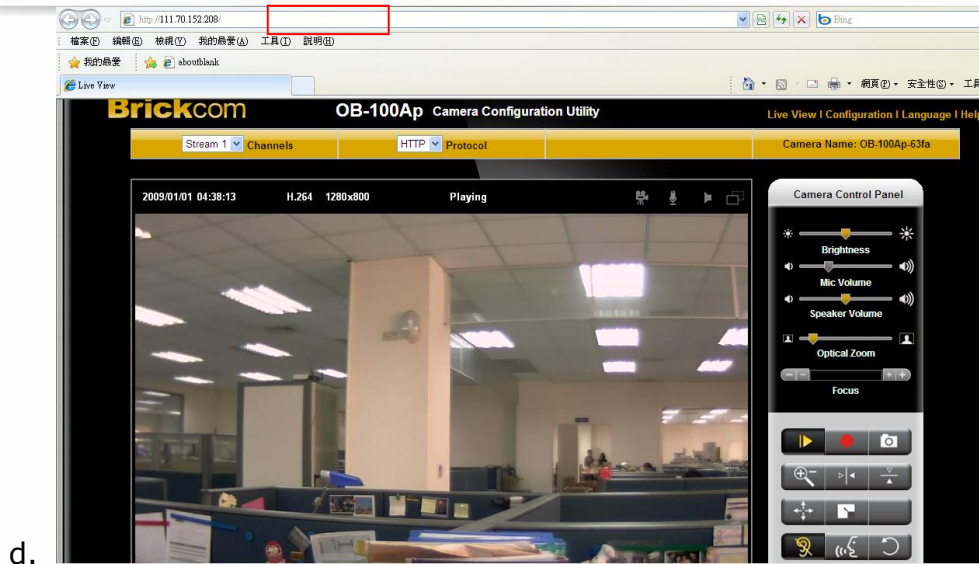 http://111.70.152.208/ Bing
檔案(F) 編輯(E) 檢視(V) 我的最愛(A) 工具(T) 說明(H)
我的最愛 aboutblank
Live View 網頁(P) 安全性(S) 工具
Brickcom OB-100Ap Camera Configuration Utility Live View I Configuration I Language I Help
Stream 1 Channels HTTP Protocol Camera Name: OB-100Ap-63fa
2009/01/01 04:38:13 H.264 1280x800 Playing Camera Control Panel
Brightness
Mic Volume
Speaker Volume
Optical Zoom
Focus
d.